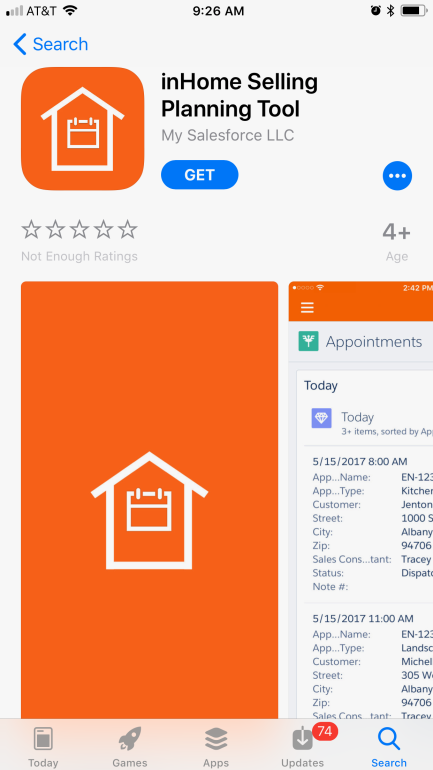 AT&T 9:26 AM
Search
inHome Selling
Planning Tool
My Salesforce LLC
GET
4+
Not Enough Ratings Age
2:42 PM
Appointments
Today
Today
3+ items, sorted by Ap
5/15/2017 8:00 AM
App...Name: EN-123
App...Type: Kitchen
Customer: Jenton
Street: 1000 S
City: Albany
Zip: 94706
Sales Cons...tant: Tracey
Status: Dispatc
Note #:
5/15/2017 11:00 AM
App...Name: EN-123
App...Type: Landsc
Customer: Michel
Street: 305 We
City: Albany
Zip: 94706
Sales Cons...tant: Tracey
74
Today Games Apps Updates Search